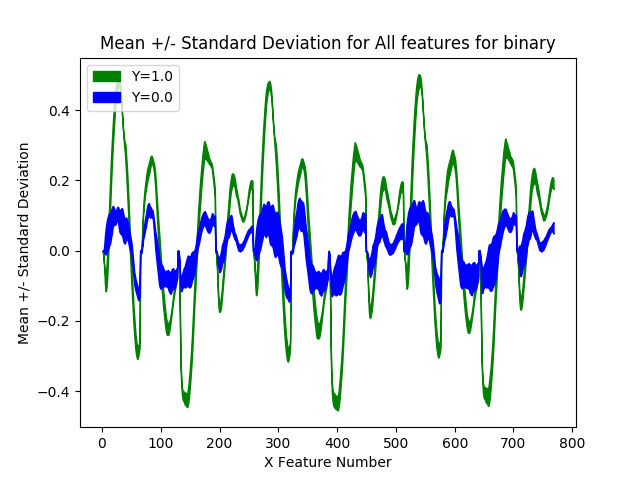 Mean +/- Standard Deviation for All features for binary
Y=1.0
Y=0.0
Mean +/- Standard Deviation
0.4
0.2
0.0
−0.2
−0.4
0 100 200 300 400 500 600 700 800
X Feature Number